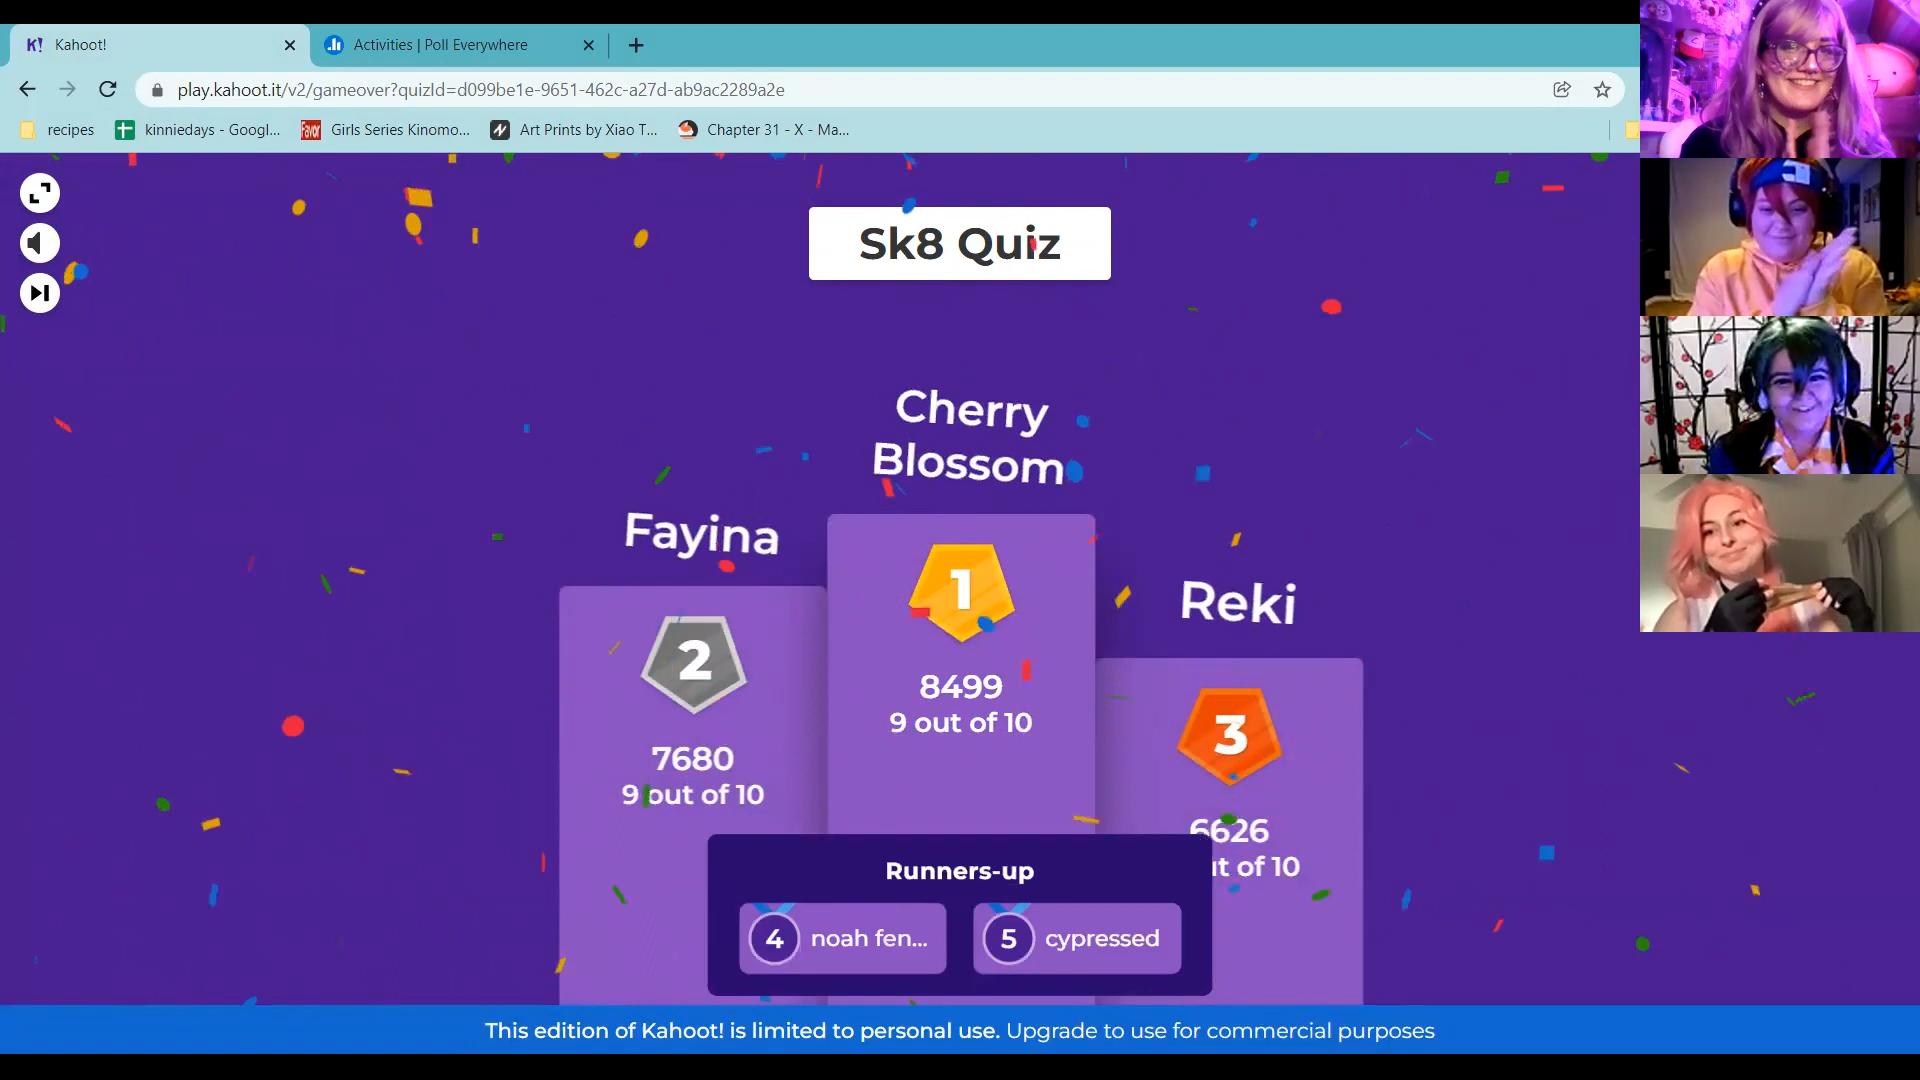 Kahoot!
Activities | Poll Everywhere
play.kahoot.it/v2/gameover?quizId=d099be1e-9651-462c-a27d-ab9ac2289a2e
recipes
kinniedays - Googl...
Girls Series Kinomo...
Art Prints by Xiao T...
Chapter 31 - X - Ma...
Sk8 Quiz
Cherry
Blossom
Fayina
Reki
1
8499
9 out of 10
2
7680
9 out of 10
3
6626
out of 10
Runners-up
4 noah fen...
5 cypressed
This edition of Kahoot! is limited to personal use. Upgrade to use for commercial purposes